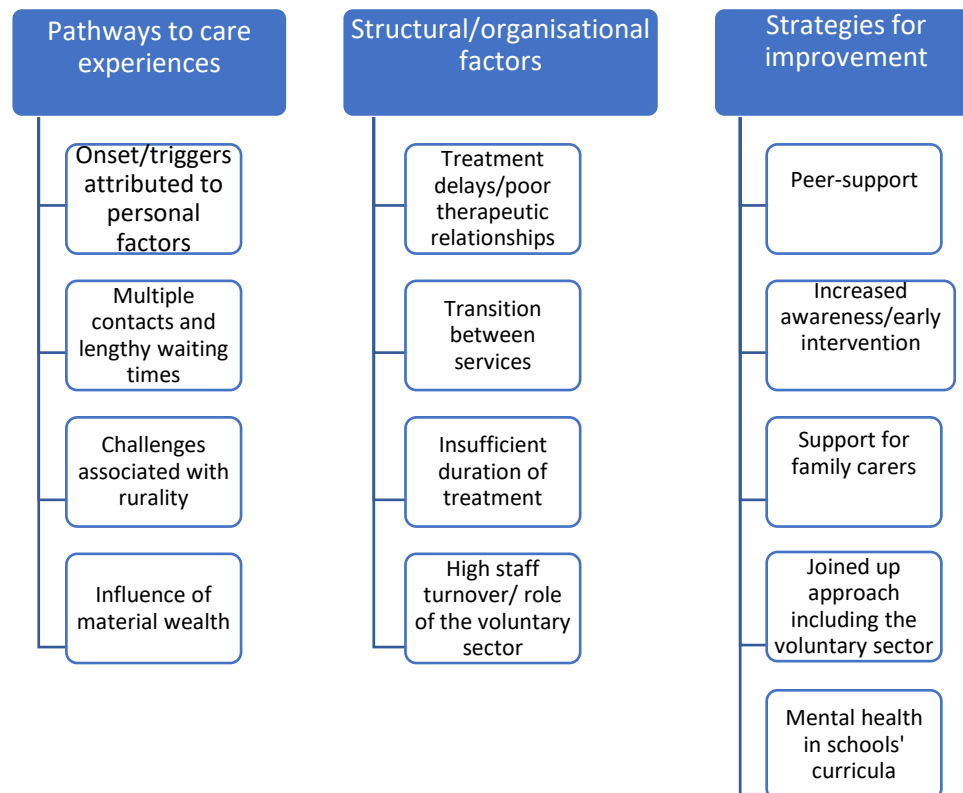 Pathways to care
experiences
Onset/triggers
attributed to
personal
factors
Multiple
contacts and
lengthy waiting
times
Challenges
associated with
rurality
Influence of
material wealth
Structural/organisational
factors
Treatment
delays/poor
therapeutic
relationships
Transition
between
services
Insufficient
duration of
treatment
High staff
turnover/ role
of the voluntary
sector
Strategies for
improvement
Peer-support
Increased
awareness/early
intervention
Support for
family carers
Joined up
approach
including the
voluntary sector
Mental health
in schools'
curricula